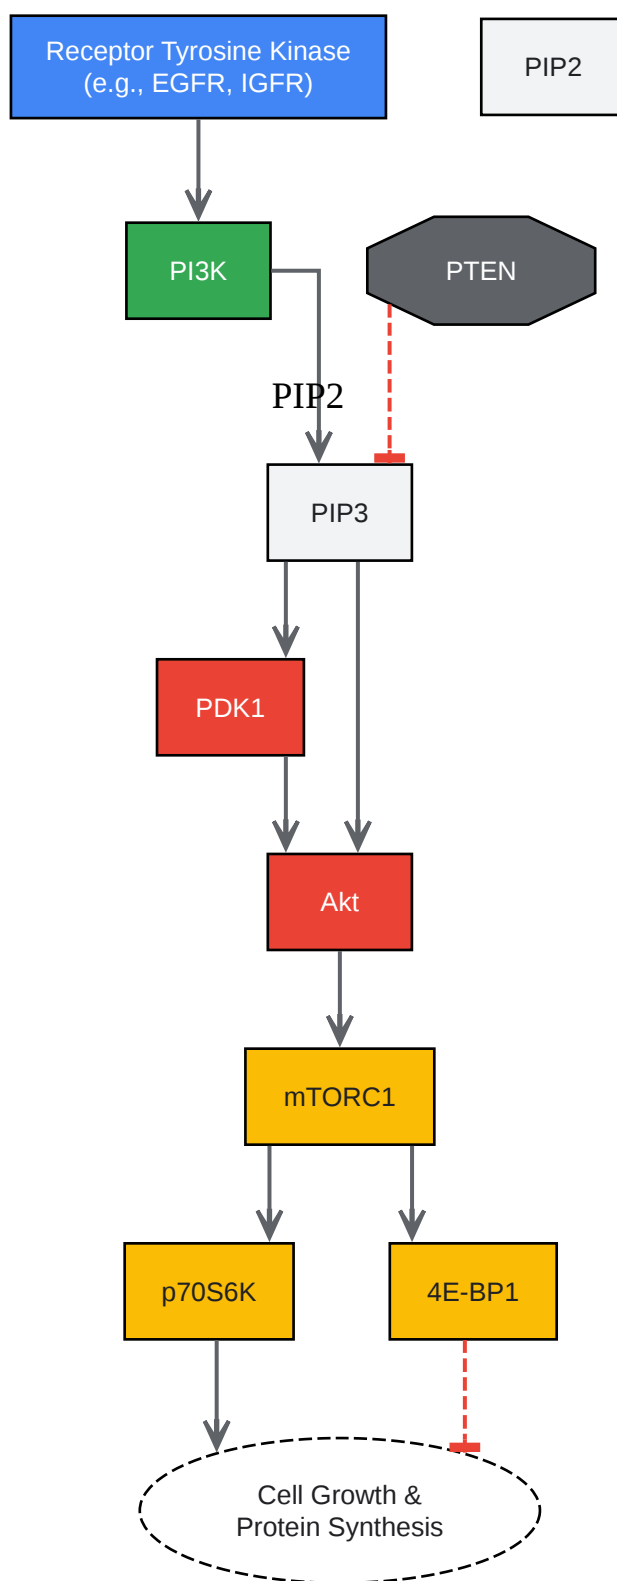 Receptor Tyrosine Kinase
(e.g., EGFR, IGFR)
PIP2
PI3K
PTEN
PIP2
PIP3
PDK1
Akt
mTORC1
p70S6K
4E-BP1
Cell Growth &
Protein Synthesis